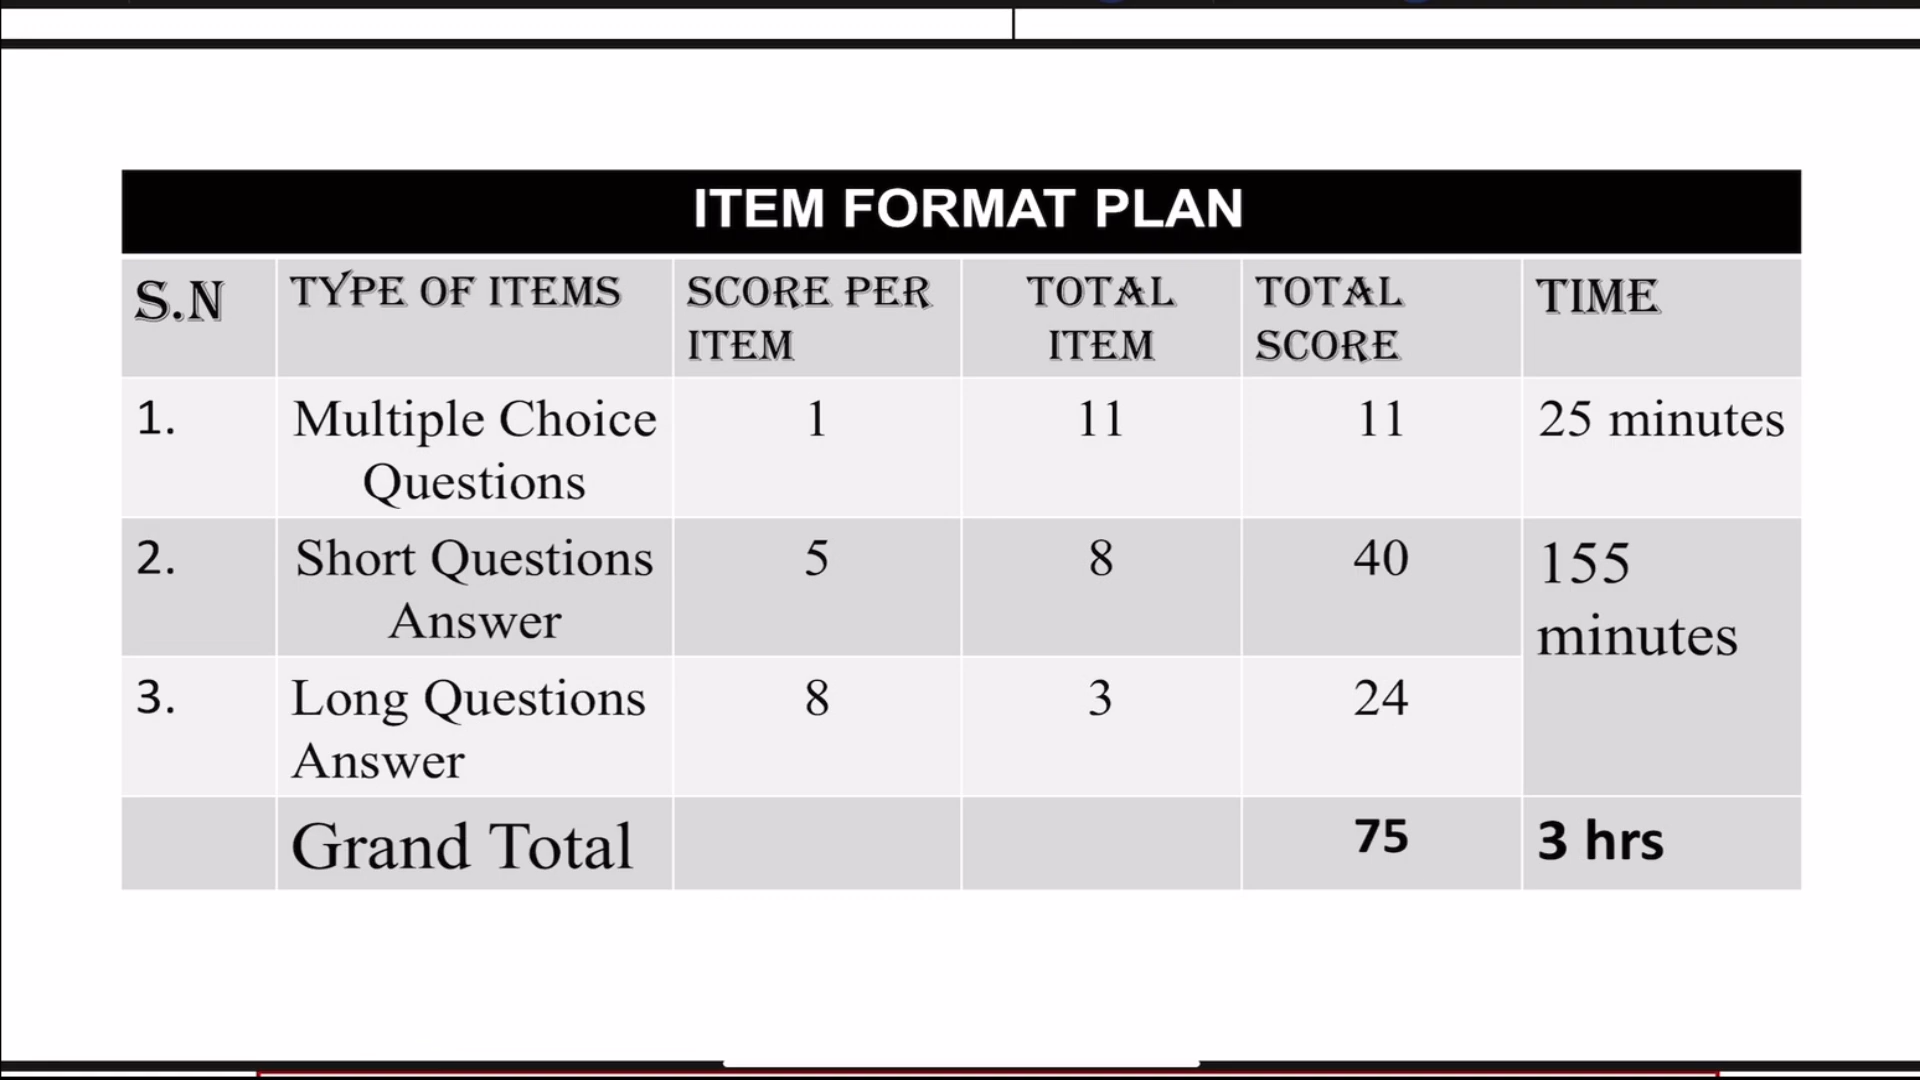 ITEM FORMAT PLAN
S.N TYPE OF ITEMS SCORE PER ITEM TOTAL ITEM TOTAL SCORE TIME
1. Multiple Choice Questions 1 11 11 25 minutes
2. Short Questions Answer 5 8 40 155 minutes
3. Long Questions Answer 8 3 24
Grand Total 75 3 hrs